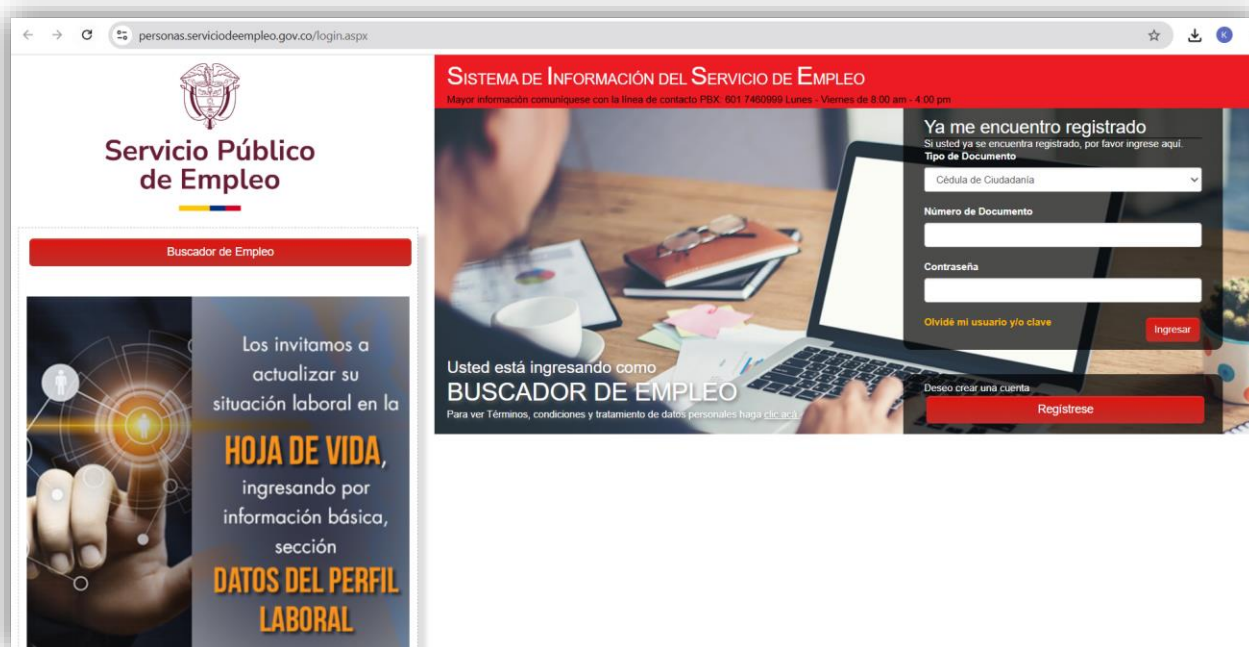 personas.serviciodeempleo.gov.co/login.aspx
K
Servicio Público
de Empleo
Buscador de Empleo
Los invitamos a
actualizar su
situación laboral en la
HOJA DE VIDA,
ingresando por
información básica,
sección
DATOS DEL PERFIL
LABORAL
SISTEMA DE INFORMACIÓN DEL SERVICIO DE EMPLEO
Mayor información comuníquese con la línea de contacto PBX: 601 7460999 Lunes - Viernes de 8:00 am - 4:00 pm
Usted está ingresando como
BUSCADOR DE EMPLEO
Para ver Términos, condiciones y tratamiento de datos personales haga clic acá.
Ya me encuentro registrado
Si usted ya se encuentra registrado, por favor ingrese aquí.
Tipo de Documento
Cédula de Ciudadanía
Número de Documento
Contraseña
Olvidé mi usuario y/o clave
Ingresar
Deseo crear una cuenta
Regístrese